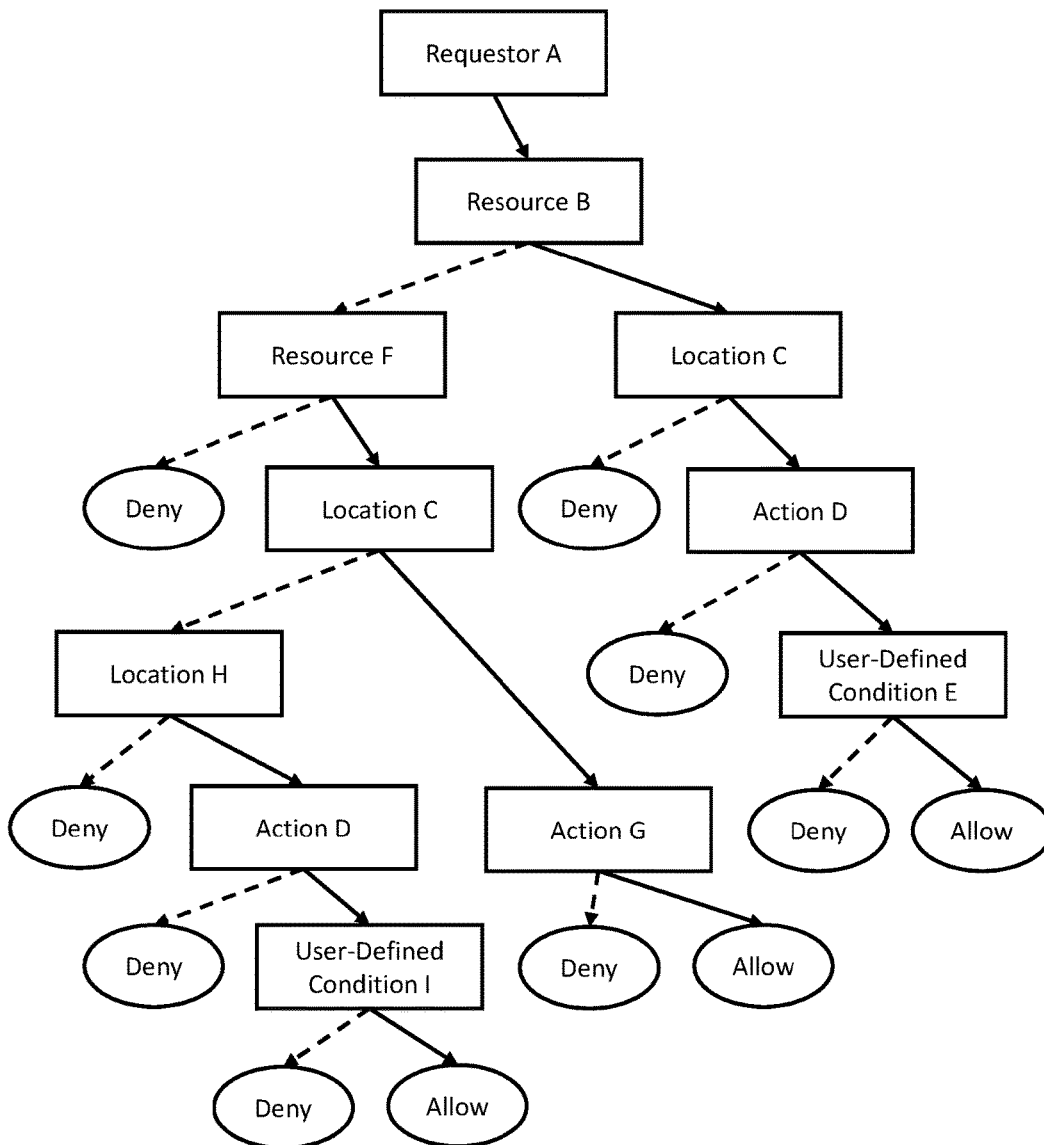 Requestor A
Resource B
Resource F
Location C
Deny
Location C
Deny
Action D
Location H
Deny
User-Defined
Condition E
Deny
Action D
Action G
Deny
Allow
Deny
User-Defined
Condition I
Deny
Allow
Deny
Allow